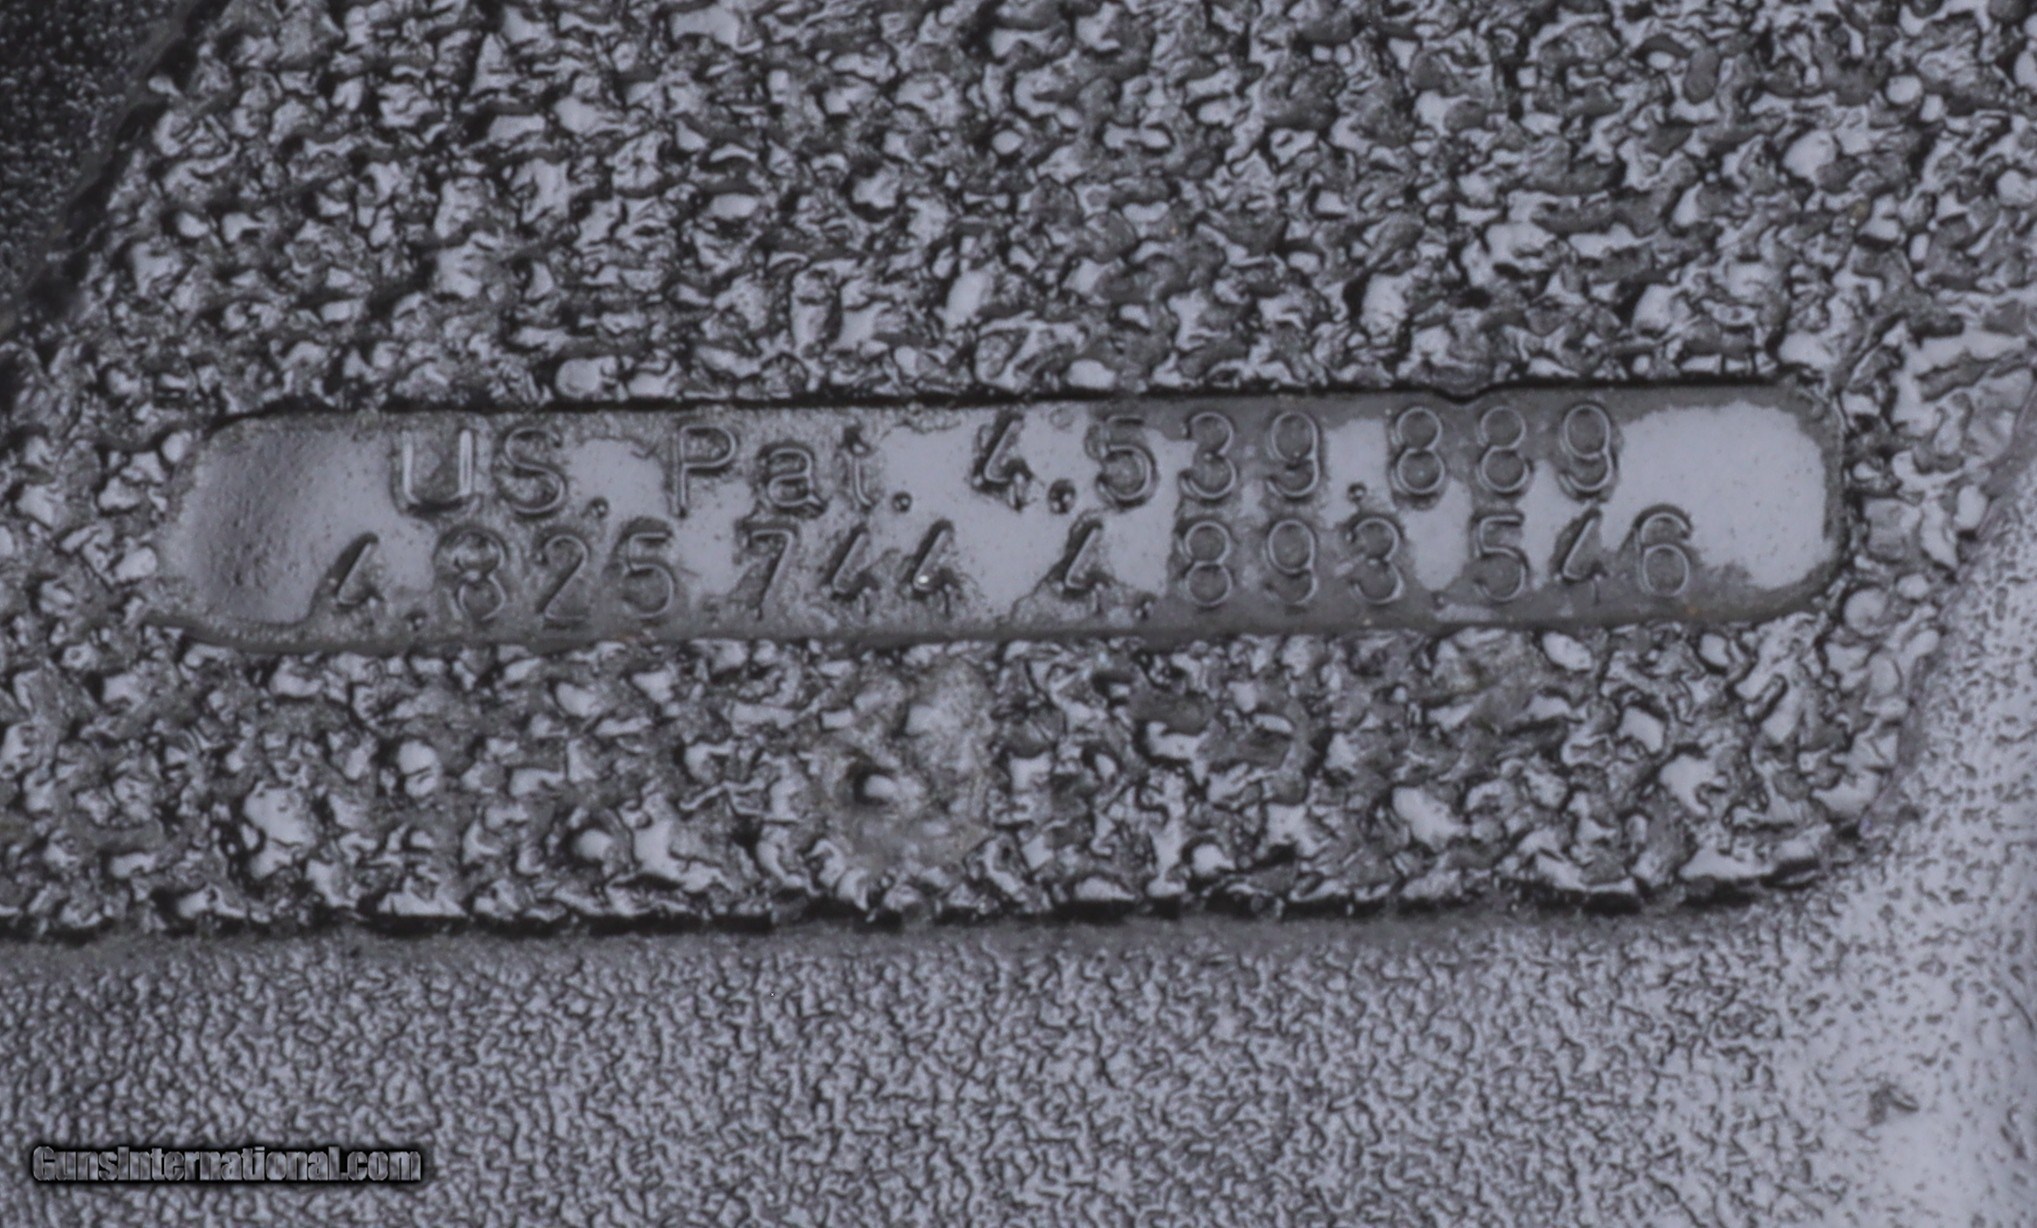 US. Pat. 4.539.889
4.825.744 4.893.546
GunsInternational.com